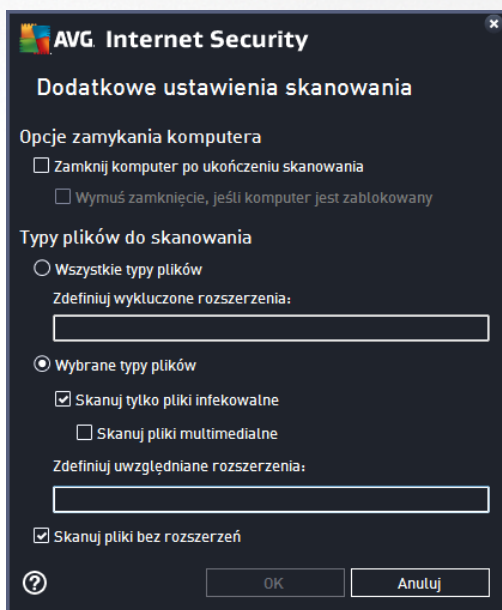 AVG. Internet Security
Dodatkowe ustawienia skanowania
Opcje zamykania komputera
Zamknij komputer po ukończeniu skanowania
Wymuś zamknięcie, jeśli komputer jest zablokowany
Typy plików do skanowania
Wszystkie typy plików
Zdefiniuj wykluczone rozszerzenia:
Wybrane typy plików
Skanuj tylko pliki infekowalne
Skanuj pliki multimedialne
Zdefiniuj uwzględniane rozszerzenia:
Skanuj pliki bez rozszerzeń
OK Anuluj